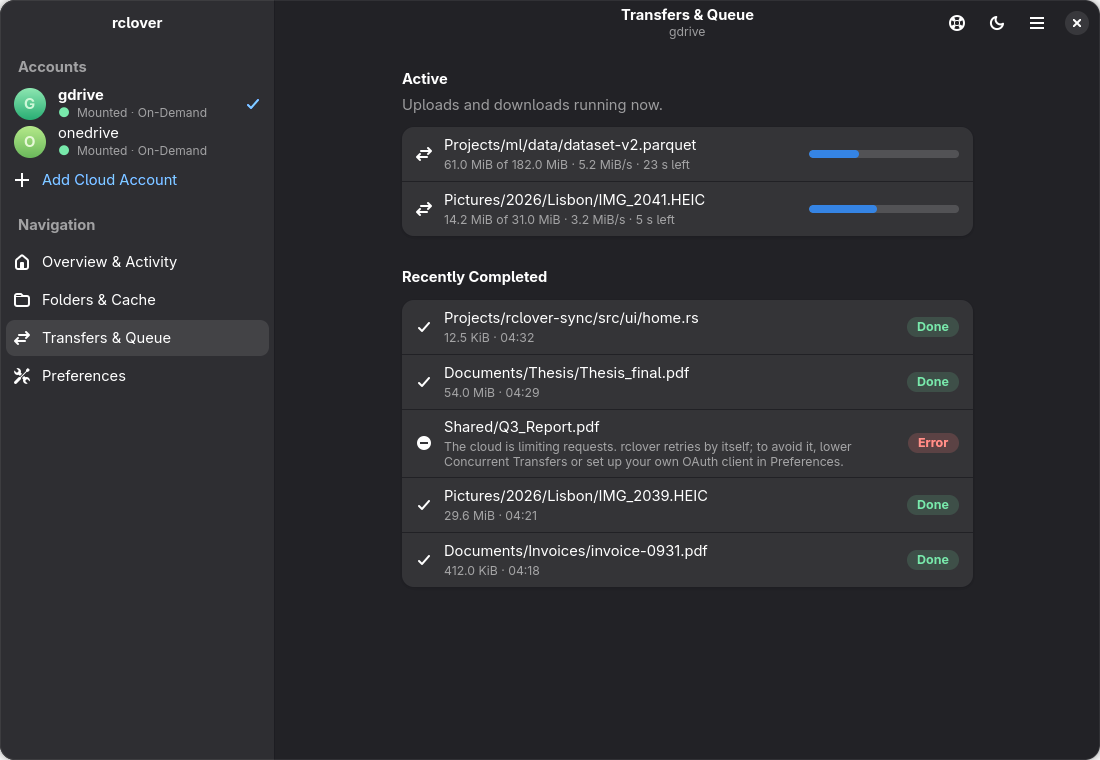 rclover
Transfers & Queue
gdrive
Accounts
G
gdrive
Mounted · On-Demand
O
onedrive
Mounted · On-Demand
Add Cloud Account
Navigation
Overview & Activity
Folders & Cache
Transfers & Queue
Preferences
Active
Uploads and downloads running now.
Projects/ml/data/dataset-v2.parquet
61.0 MiB of 182.0 MiB · 5.2 MiB/s · 23 s left
Pictures/2026/Lisbon/IMG_2041.HEIC
14.2 MiB of 31.0 MiB · 3.2 MiB/s · 5 s left
Recently Completed
Projects/rclover-sync/src/ui/home.rs
12.5 KiB · 04:32
Done
Documents/Thesis/Thesis_final.pdf
54.0 MiB · 04:29
Done
Shared/Q3_Report.pdf
The cloud is limiting requests. rclover retries by itself; to avoid it, lower
Concurrent Transfers or set up your own OAuth client in Preferences.
Error
Pictures/2026/Lisbon/IMG_2039.HEIC
29.6 MiB · 04:21
Done
Documents/Invoices/invoice-0931.pdf
412.0 KiB · 04:18
Done